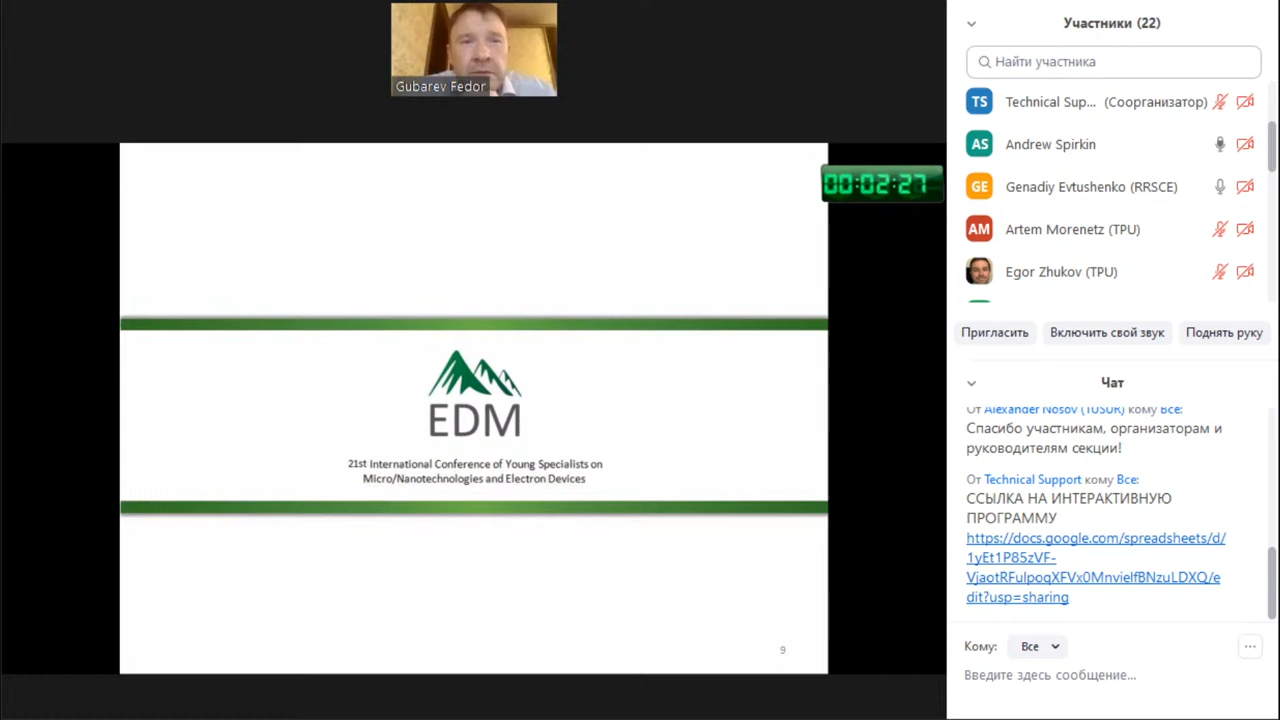 Gubarev Fedor
00:02:27
EDM
21st International Conference of Young Specialists on
Micro/Nanotechnologies and Electron Devices
9
Участники (22)
Найти участника
TS Technical Sup... (Соорганизатор)
AS Andrew Spirkin
GE Genadiy Evtushenko (RRSCE)
AM Artem Morenetz (TPU)
Egor Zhukov (TPU)
Пригласить Включить свой звук Поднять руку
Чат
От Alexander Nosov (TUSUR) кому Все:
Спасибо участникам, организаторам и
руководителям секции!
От Technical Support кому Все:
ССЫЛКА НА ИНТЕРАКТИВНУЮ
ПРОГРАММУ
https://docs.google.com/spreadsheets/d/
1yEt1P85zVF-
VjaotRFuIpoqXFVx0MnvieIfBNzuLDXQ/e
dit?usp=sharing
Кому: Все
Введите здесь сообщение...